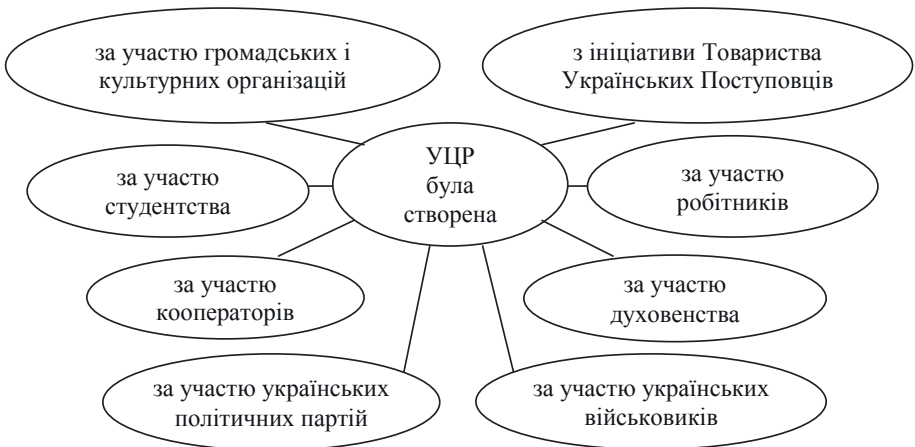 за участю громадських і
культурних організацій
з ініціативи Товариства
Українських Поступовців
УЦР
була
створена
за участю
студентства
за участю
робітників
за участю
кооператорів
за участю
духовенства
за участю українських
політичних партій
за участю українських
військовиків